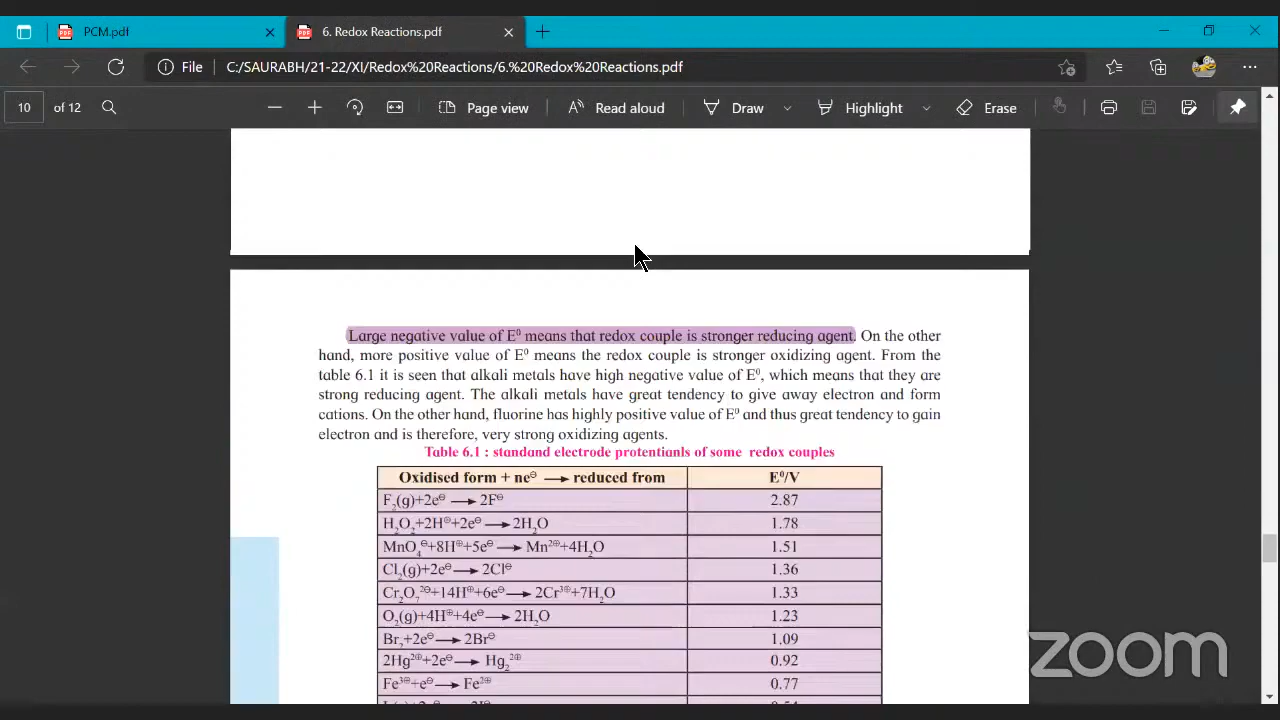 PCM.pdf
6. Redox Reactions.pdf
File
C:/SAURABH/21-22/XI/Redox%20Reactions/6.%20Redox%20Reactions.pdf
10 of 12
Page view
Read aloud
Draw
Highlight
Erase
Large negative value of E⁰ means that redox couple is stronger reducing agent. On the other
hand, more positive value of E⁰ means the redox couple is stronger oxidizing agent. From the
table 6.1 it is seen that alkali metals have high negative value of E⁰, which means that they are
strong reducing agent. The alkali metals have great tendency to give away electron and form
cations. On the other hand, fluorine has highly positive value of E⁰ and thus great tendency to gain
electron and is therefore, very strong oxidizing agents.
Table 6.1 : standand electrode protentianls of some redox couples
Oxidised form + ne⊖ → reduced from E⁰/V
F₂(g)+2e⊖ → 2F⊖ 2.87
H₂O₂+2H⊕+2e⊖ → 2H₂O 1.78
MnO₄⊖+8H⊕+5e⊖ → Mn²⊕+4H₂O 1.51
Cl₂(g)+2e⊖ → 2Cl⊖ 1.36
Cr₂O₇²⊖+14H⊕+6e⊖ → 2Cr³⊕+7H₂O 1.33
O₂(g)+4H⊕+4e⊖ → 2H₂O 1.23
Br₂+2e⊖ → 2Br⊖ 1.09
2Hg²⊕+2e⊖ → Hg₂²⊕ 0.92
Fe³⊕+e⊖ → Fe²⊕ 0.77
zoom